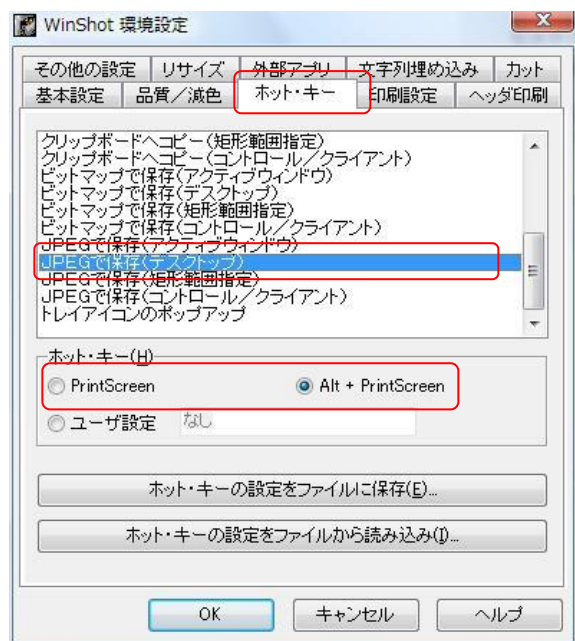 WinShot 環境設定
その他の設定 リサイズ 外部アプリ 文字列埋め込み カット
基本設定 品質／減色 ホット・キー 印刷設定 ヘッダ印刷
クリップボードへコピー(矩形範囲指定)
クリップボードへコピー(コントロール／クライアント)
ビットマップで保存(アクティブウィンドウ)
ビットマップで保存(デスクトップ)
ビットマップで保存(矩形範囲指定)
ビットマップで保存(コントロール／クライアント)
JPEGで保存(アクティブウィンドウ)
JPEGで保存(デスクトップ)
JPEGで保存(矩形範囲指定)
JPEGで保存(コントロール／クライアント)
トレイアイコンのポップアップ
ホット・キー(H)
PrintScreen Alt + PrintScreen
ユーザ設定 なし
ホット・キーの設定をファイルに保存(E)...
ホット・キーの設定をファイルから読み込み(I)...
OK キャンセル ヘルプ